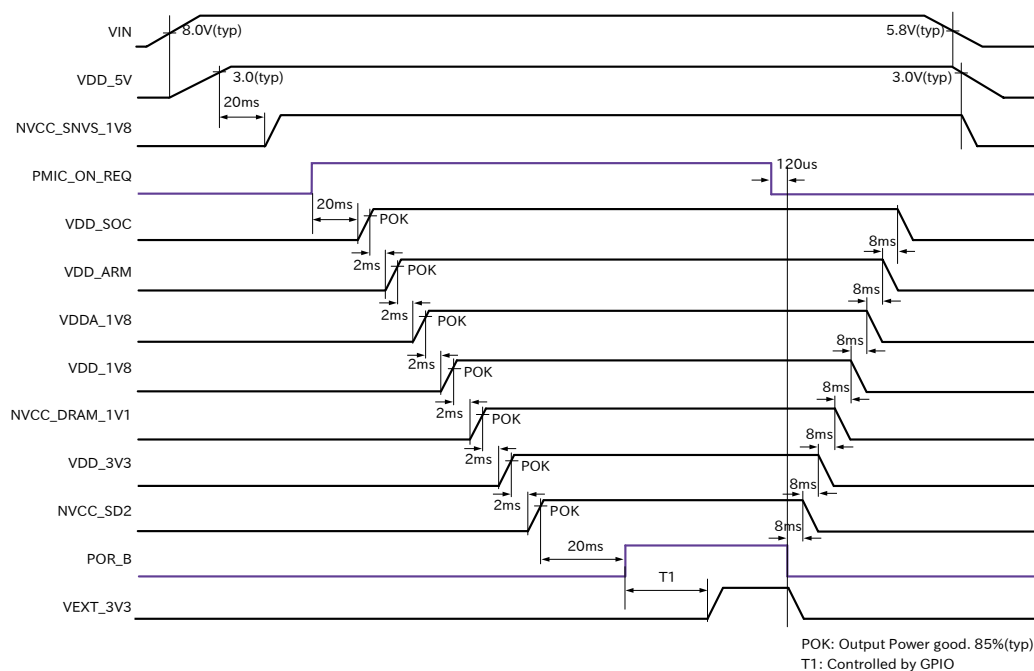 VIN
8.0V(typ)
5.8V(typ)
VDD_5V
3.0(typ)
3.0V(typ)
20ms
NVCC_SNVS_1V8
PMIC_ON_REQ
120us
20ms
VDD_SOC
POK
8ms
2ms
VDD_ARM
POK
8ms
2ms
VDDA_1V8
POK
8ms
2ms
VDD_1V8
POK
8ms
2ms
NVCC_DRAM_1V1
POK
8ms
2ms
VDD_3V3
POK
8ms
2ms
NVCC_SD2
POK
8ms
20ms
POR_B
T1
VEXT_3V3
POK: Output Power good. 85%(typ)
T1: Controlled by GPIO